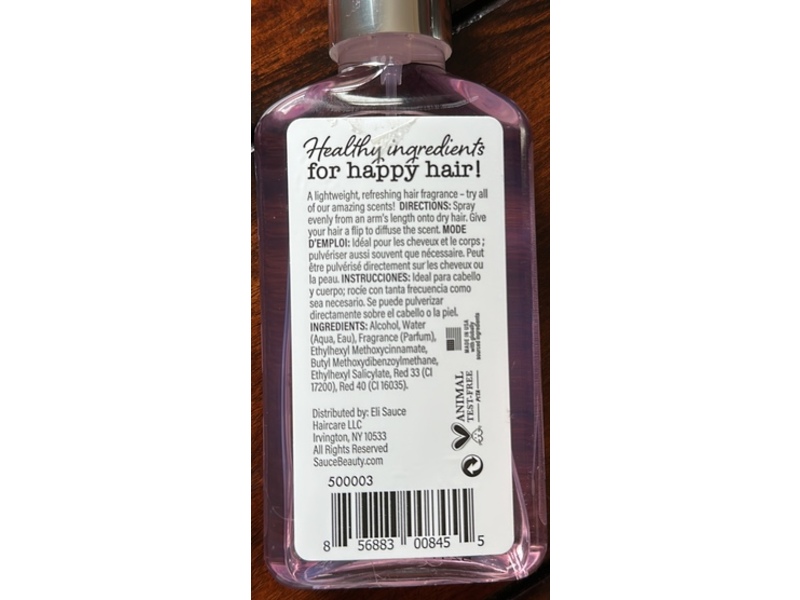 Healthy ingredients
for happy hair!
A lightweight, refreshing hair fragrance – try all
of our amazing scents! DIRECTIONS: Spray
evenly from an arm's length onto dry hair. Give
your hair a flip to diffuse the scent. MODE
D'EMPLOI: Idéal pour les cheveux et le corps ;
pulvériser aussi souvent que nécessaire. Peut
être pulvérisé directement sur les cheveux ou
la peau. INSTRUCCIONES: Ideal para cabello
y cuerpo; rocíe con tanta frecuencia como
sea necesario. Se puede pulverizar
directamente sobre el cabello o la piel.
INGREDIENTS: Alcohol, Water
(Aqua, Eau), Fragrance (Parfum),
Ethylhexyl Methoxycinnamate,
Butyl Methoxydibenzoylmethane,
Ethylhexyl Salicylate, Red 33 (CI
17200), Red 40 (CI 16035).
MADE IN USA
with globally
sourced ingredients
ANIMAL
TEST-FREE
PETA
Distributed by: Eli Sauce
Haircare LLC
Irvington, NY 10533
All Rights Reserved
SauceBeauty.com
500003
8 56883 00845 5